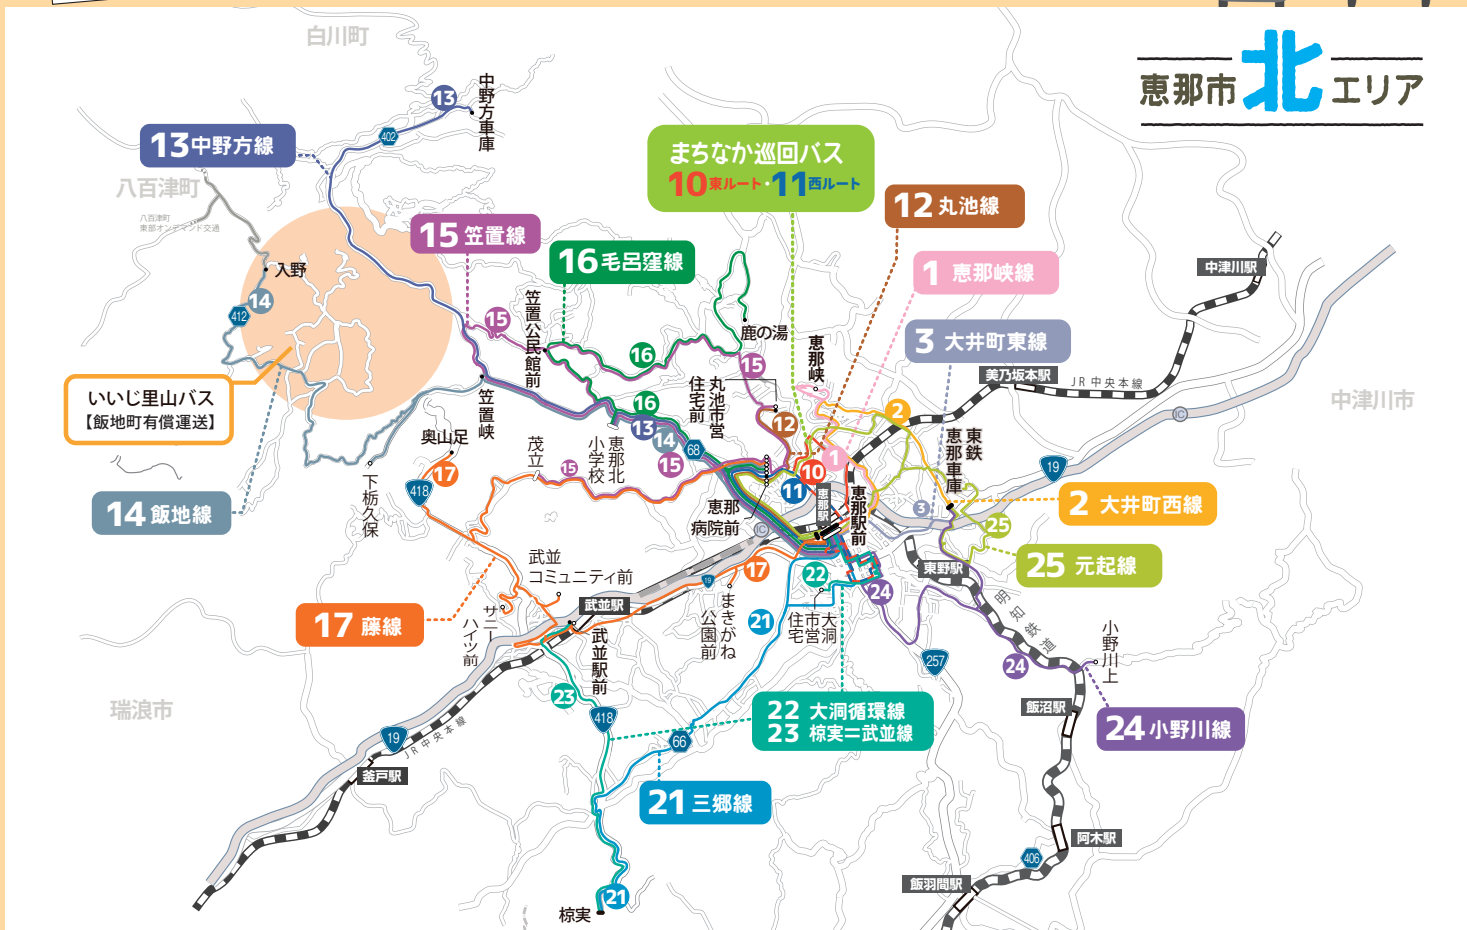 恵那市北エリア
白川町
中野方車庫
13
402
13中野方線
八百津町
八百津町
東部オンデマンド交通
まちなか巡回バス
10東ルート・11西ルート
12丸池線
15笠置線
16毛呂窪線
1 恵那峡線
中津川駅
入野
14
412
笠置公民館前
15
16
鹿の湯
15
恵那峡
3 大井町東線
美乃坂本駅
JR中央本線
中津川市
IC
いいじ里山バス
【飯地町有償運送】
笠置峡
丸池市営
住宅前
16
13
14
15
68
12
2
1
10
11
東鉄
恵那車庫
19
奥山足
17
418
茂立
15
恵那北
小学校
下栃久保
14飯地線
恵那
病院前
恵那駅
恵那駅前
IC
3
2 大井町西線
25
25 元起線
東野駅
武並
コミュニティ前
17
19
22
24
明知鉄道
武並駅
サニー
ハイツ前
17 藤線
武並駅前
まきがね
公園前
21
大洞
市営
住宅
257
小野川上
24
瑞浪市
23
418
22 大洞循環線
23 椋実=武並線
飯沼駅
24小野川線
19
JR中央本線
66
釜戸駅
21三郷線
阿木駅
406
飯羽間駅
21
椋実